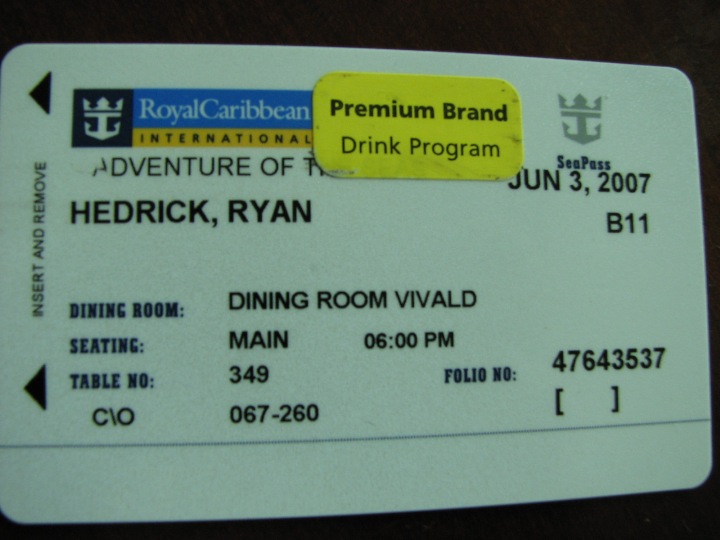 RoyalCaribbean
INTERNATIONAL
Premium Brand
Drink Program
SeaPass
ADVENTURE OF
JUN 3, 2007
HEDRICK, RYAN
B11
INSERT AND REMOVE
DINING ROOM: DINING ROOM VIVALD
SEATING: MAIN 06:00 PM
TABLE NO: 349
FOLIO NO: 47643537
C\O 067-260
[ ]